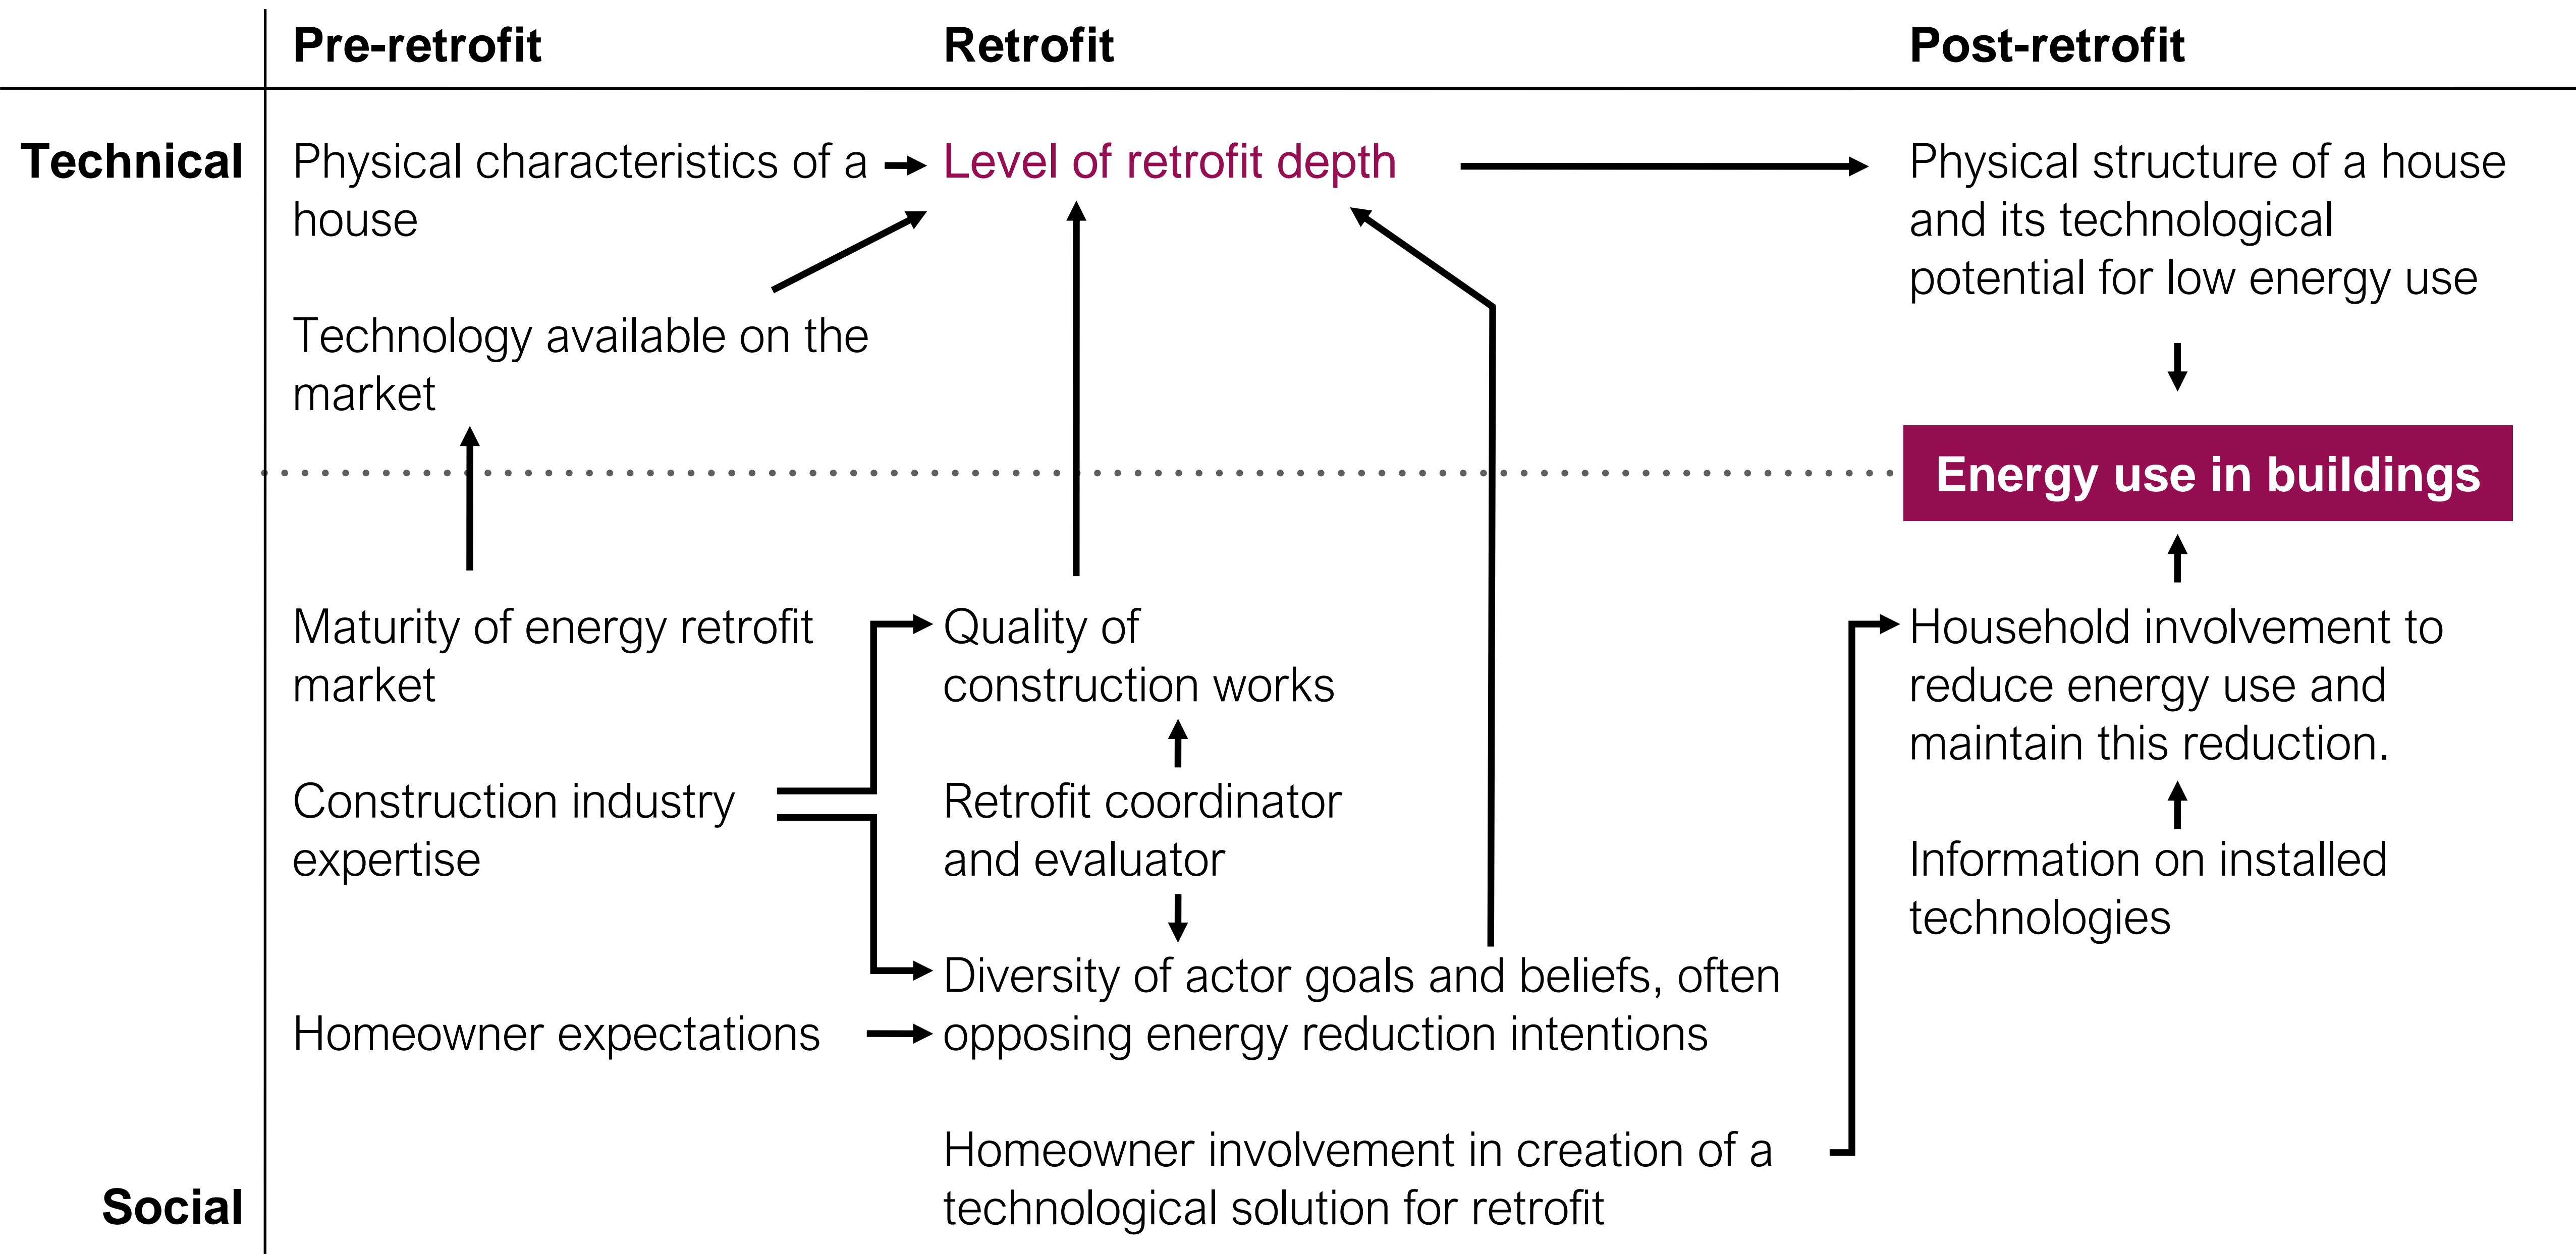 Pre-retrofit
Retrofit
Post-retrofit
Technical
Physical characteristics of a
house
Technology available on the
market
Level of retrofit depth
Physical structure of a house
and its technological
potential for low energy use
Energy use in buildings
Social
Maturity of energy retrofit
market
Construction industry
expertise
Homeowner expectations
Quality of
construction works
Retrofit coordinator
and evaluator
Diversity of actor goals and beliefs, often
opposing energy reduction intentions
Homeowner involvement in creation of a
technological solution for retrofit
Household involvement to
reduce energy use and
maintain this reduction.
Information on installed
technologies